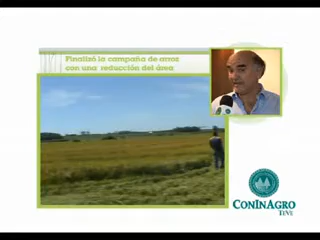 Finalizó la campaña de arroz
con una reducción del área
CONINAGRO
TEVE